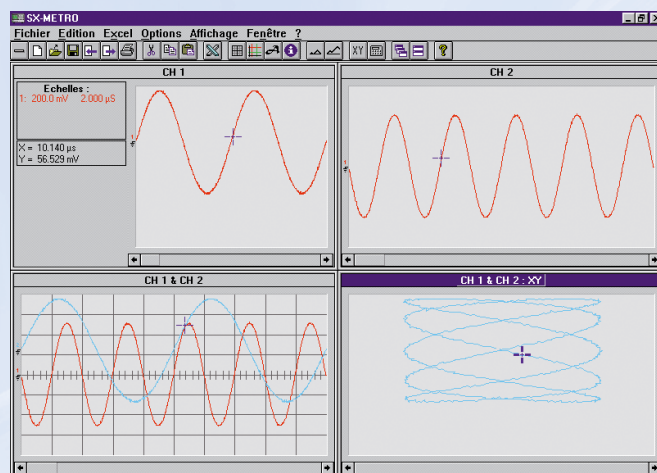 SX-METRO
Fichier Edition Excel Options Affichage Fenêtre ?
XY
CH 1
Echelles :
1: 200.0 mV 2.000 µS
X = 10.140 µs
Y = 56.529 mV
CH 2
CH 1 & CH 2
CH 1 & CH 2 : XY